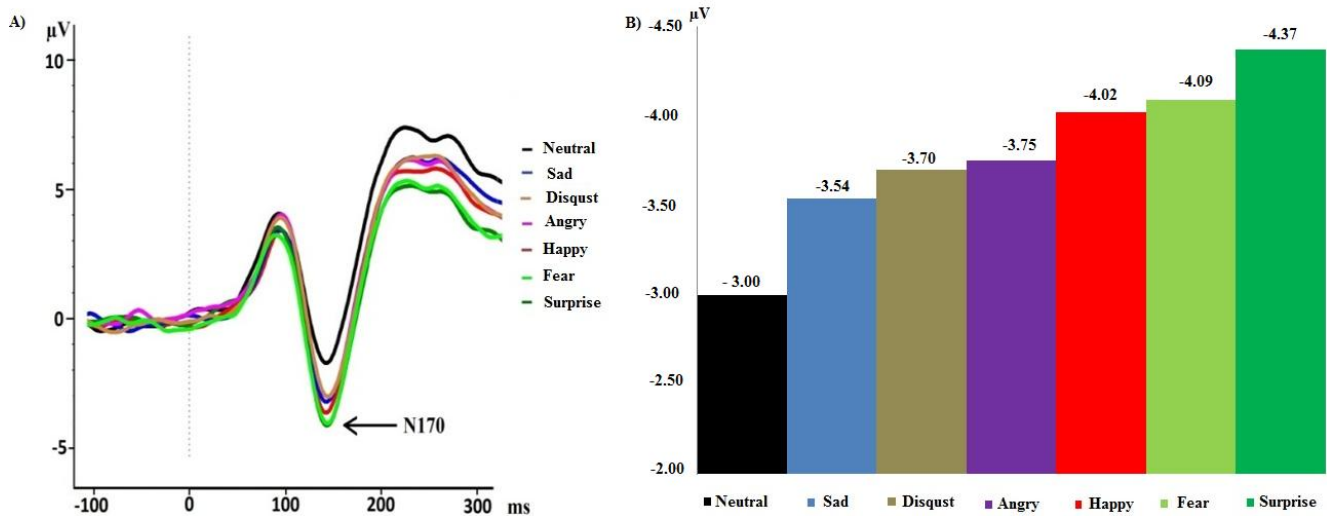 A)
μV
10
5
0
-5
-100 0 100 200 300 ms
Neutral
Sad
Disqust
Angry
Happy
Fear
Surprise
N170
B)
μV
-4.50
-4.00
-3.50
-3.00
-2.50
-2.00
- 3.00
-3.54
-3.70
-3.75
-4.02
-4.09
-4.37
Neutral Sad Disqust Angry Happy Fear Surprise